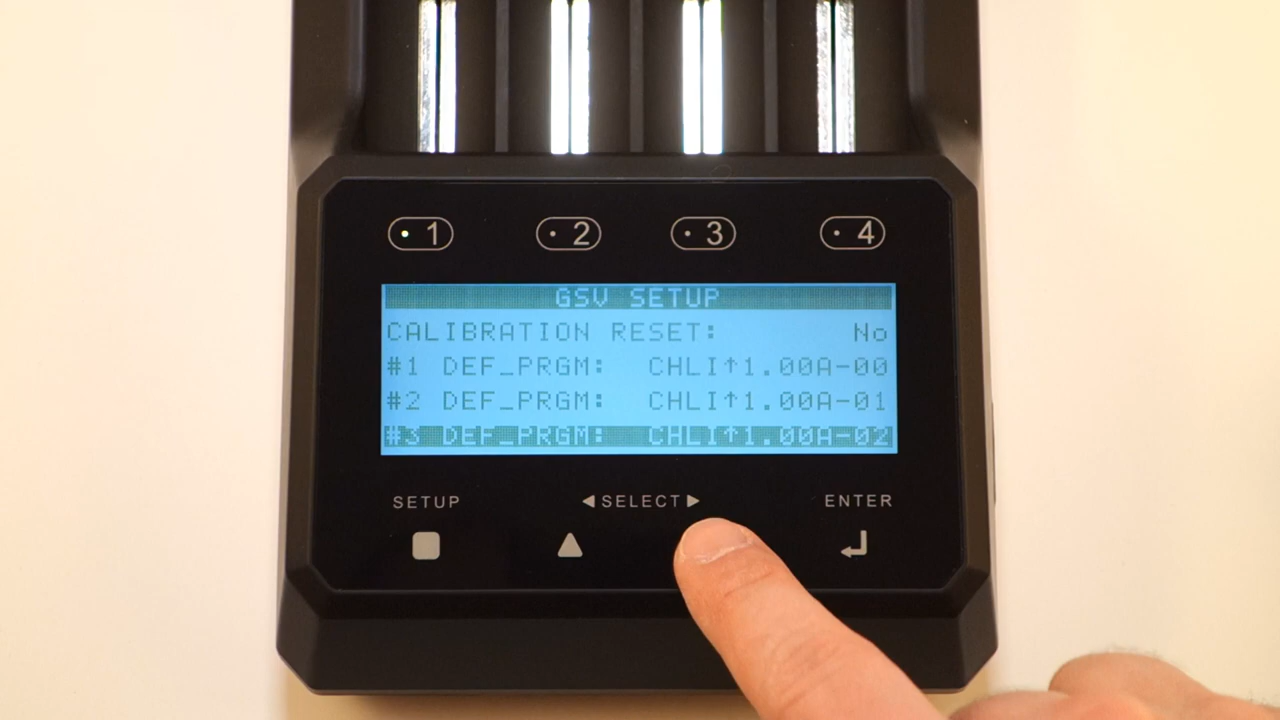 1 2 3 4
GSV SETUP
CALIBRATION RESET: No
#1 DEF_PRGM: CHLI↑1.00A-00
#2 DEF_PRGM: CHLI↑1.00A-01
#3 DEF_PRGM: CHLI↑1.00A-02
SETUP ◀SELECT▶ ENTER